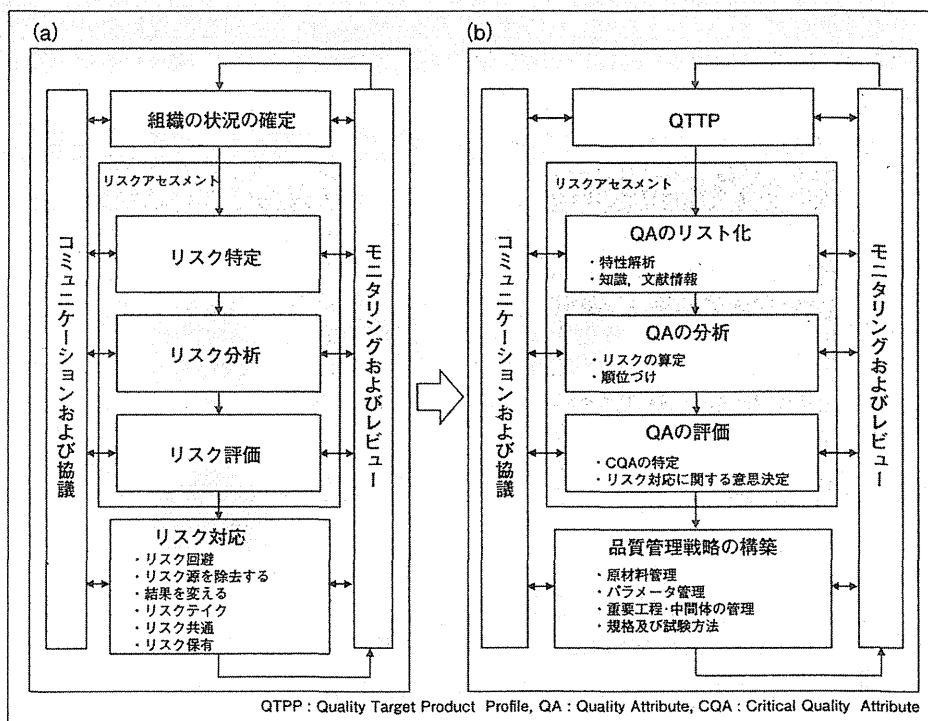 (a)
組織の状況の確定
リスクアセスメント
リスク特定
リスク分析
リスク評価
リスク対応
・リスク回避
・リスク源を除去する
・結果を変える
・リスクテイク
・リスク共通
・リスク保有
コミュニケーションおよび協議
モニタリングおよびレビュー
(b)
QTTP
リスクアセスメント
QAのリスト化
・特性解析
・知識，文献情報
QAの分析
・リスクの算定
・順位づけ
QAの評価
・CQAの特定
・リスク対応に関する意思決定
品質管理戦略の構築
・原材料管理
・パラメータ管理
・重要工程・中間体の管理
・規格及び試験方法
コミュニケーションおよび協議
モニタリングおよびレビュー
QTPP : Quality Target Product Profile, QA : Quality Attribute, CQA : Critical Quality Attribute